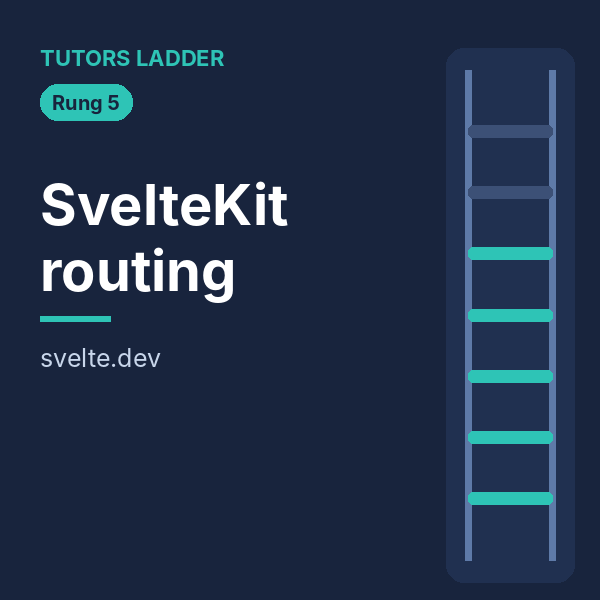 TUTORS LADDER
Rung 5
SvelteKit
routing
svelte.dev